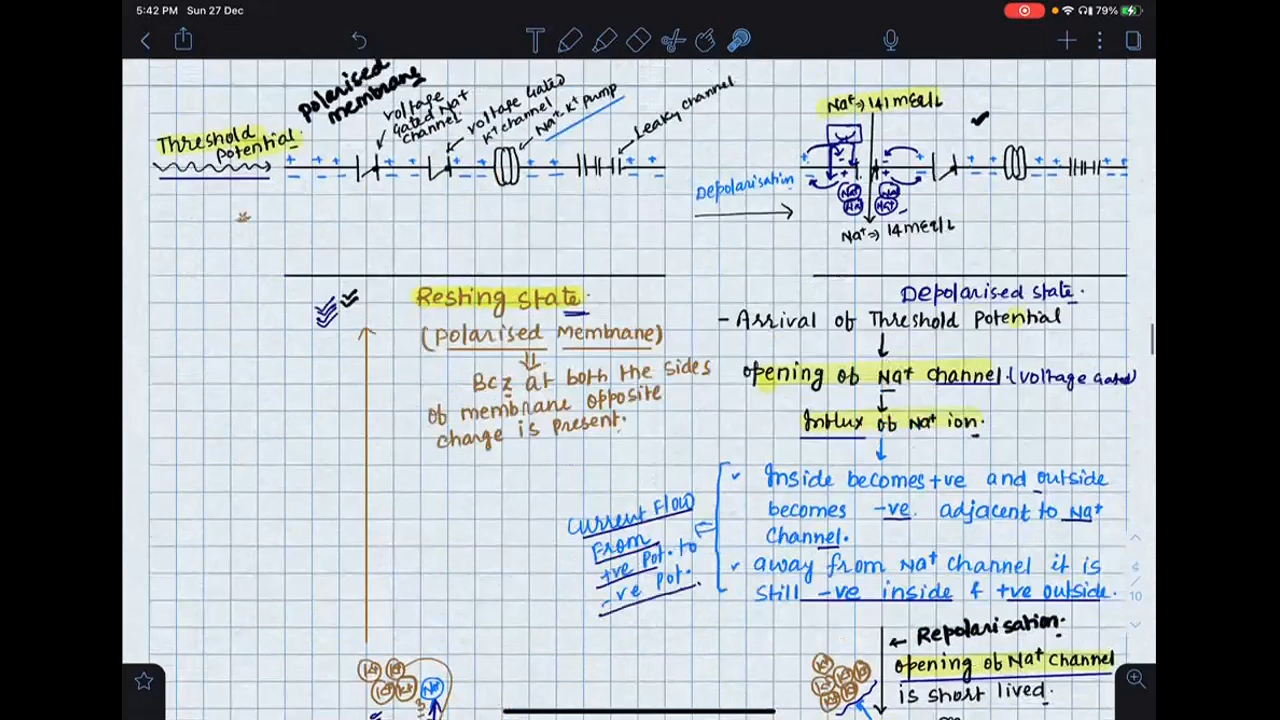 5:42 PM Sun 27 Dec
79%
polarised
membrane
Threshold
potential
voltage
Gated Na+
channel
voltage Gated
K+ channel
Na+-K+ pump
Leaky channel
Depolarisation
Na+ => 141 mEq/L
Na+
Na+
Na+ => 14 mEq/L
Resting state.
(polarised Membrane)
Bcz at both the sides
of membrane opposite
charge is present.
Depolarised state.
- Arrival of Threshold Potential
opening of Na+ channel. (voltage Gated)
Influx of Na+ ion.
Inside becomes +ve and outside
becomes -ve adjacent to Na+
Channel.
away from Na+ channel it is
still -ve inside & +ve outside.
Current Flow
From
+ve Pot. to
-ve Pot.
4
/
10
← Repolarisation.
opening of Na+ channel
is short lived.
K+ K+
K+ K+
Na+
K+
K+ K+
K+ K+